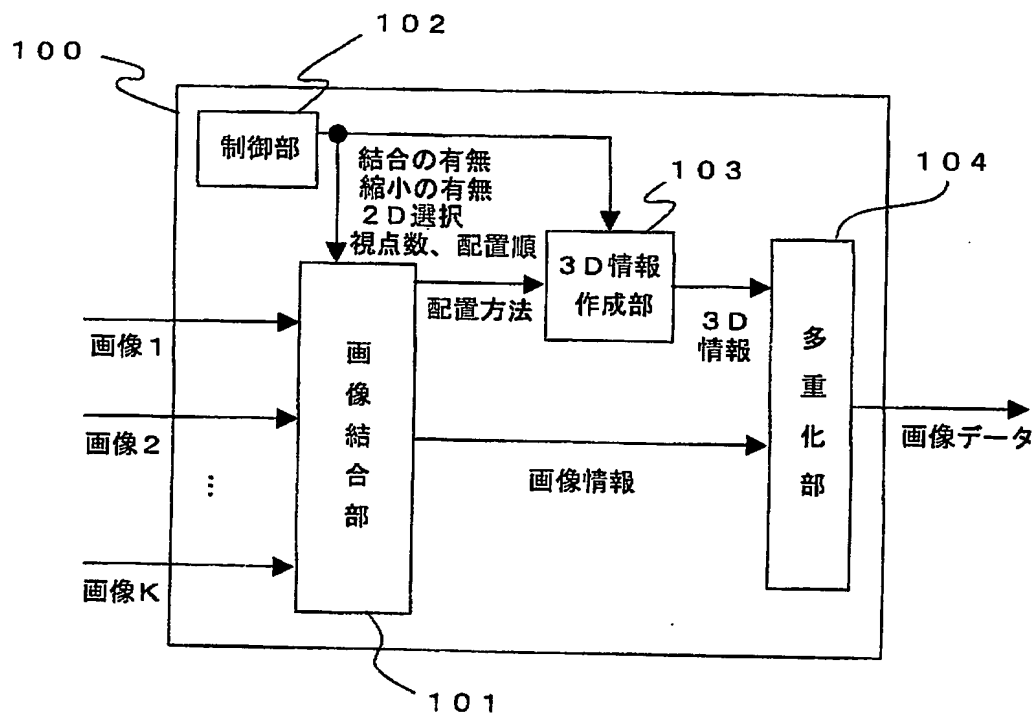 １００
１０２
制御部
結合の有無
縮小の有無
２Ｄ選択
視点数、配置順
１０３
１０４
３Ｄ情報
作成部
配置方法
３Ｄ
情報
画像１
画像２
…
画像Ｋ
画像結合部
画像情報
多重化部
画像データ
１０１